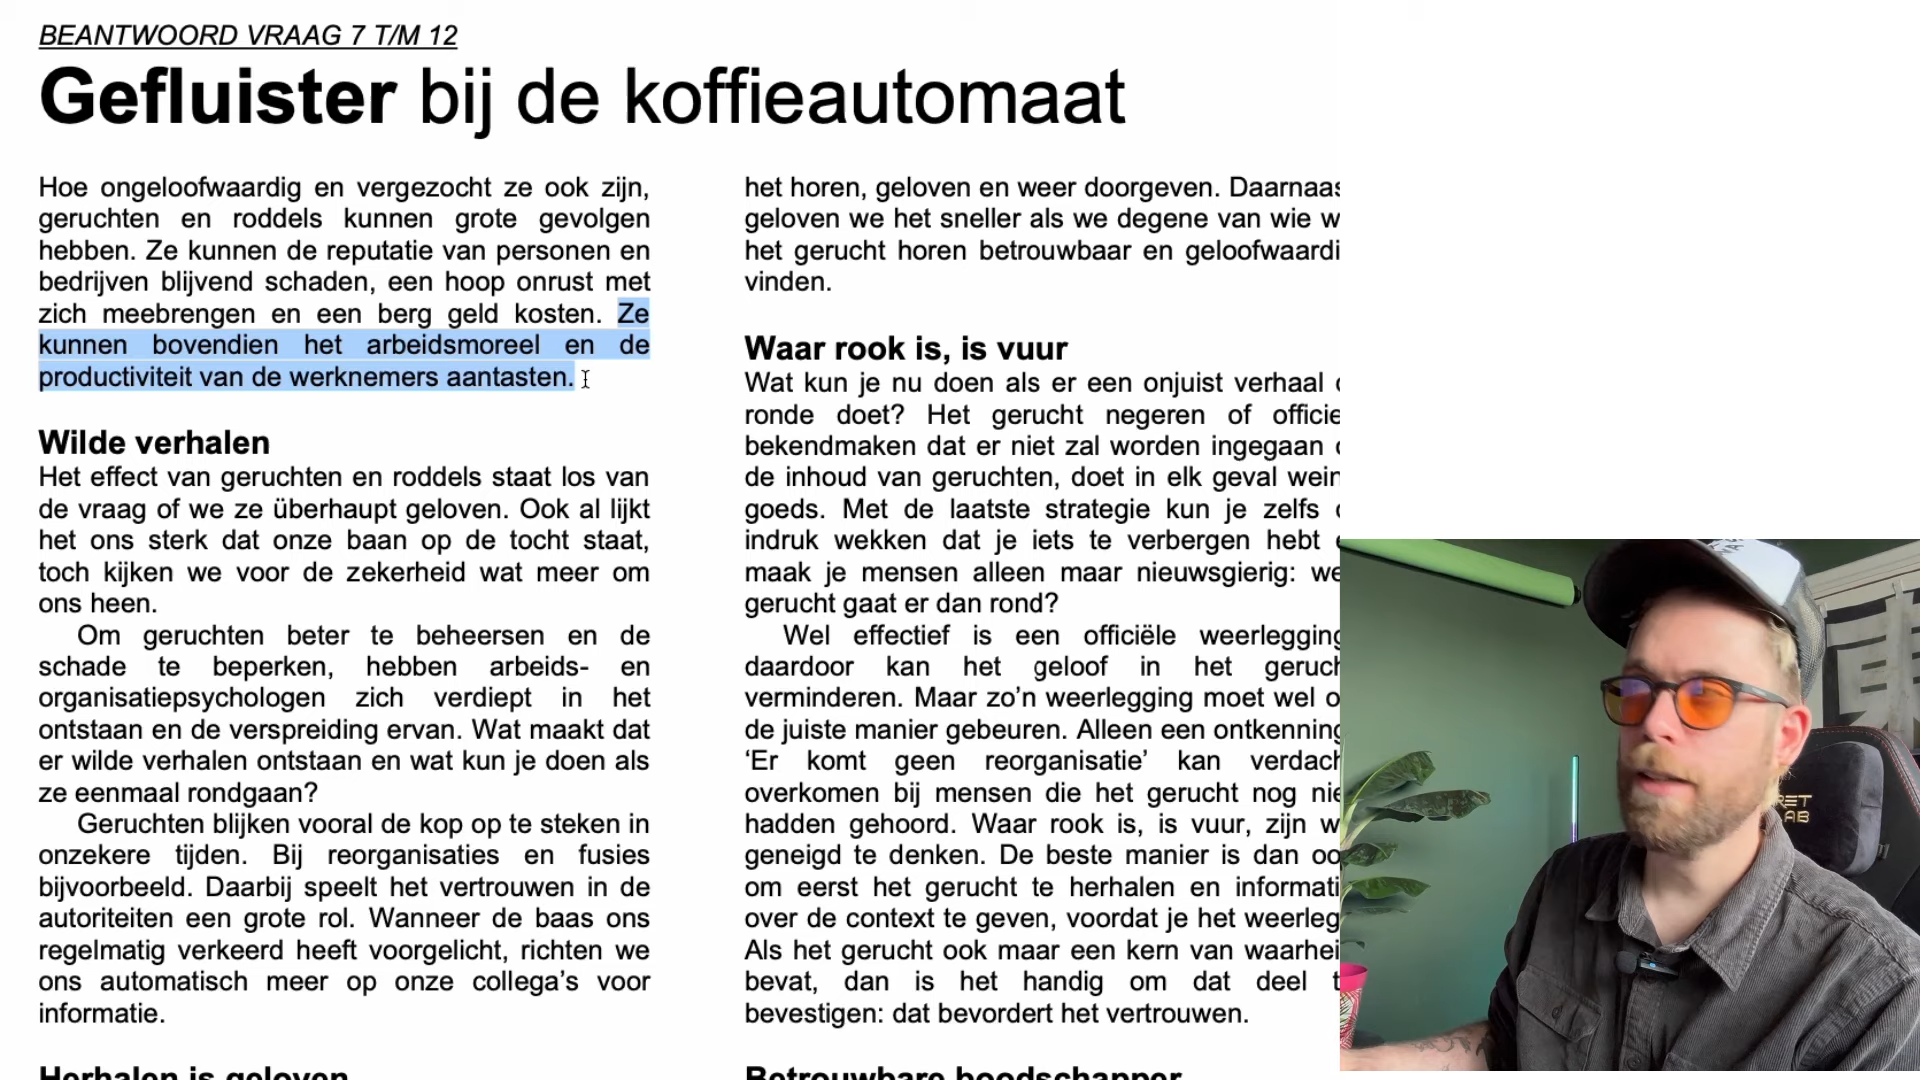 BEANTWOORD VRAAG 7 T/M 12
Gefluister bij de koffieautomaat
Hoe ongeloofwaardig en vergezocht ze ook zijn,
geruchten en roddels kunnen grote gevolgen
hebben. Ze kunnen de reputatie van personen en
bedrijven blijvend schaden, een hoop onrust met
zich meebrengen en een berg geld kosten. Ze
kunnen bovendien het arbeidsmoreel en de
productiviteit van de werknemers aantasten.
Wilde verhalen
Het effect van geruchten en roddels staat los van
de vraag of we ze überhaupt geloven. Ook al lijkt
het ons sterk dat onze baan op de tocht staat,
toch kijken we voor de zekerheid wat meer om
ons heen.
Om geruchten beter te beheersen en de
schade te beperken, hebben arbeids- en
organisatiepsychologen zich verdiept in het
ontstaan en de verspreiding ervan. Wat maakt dat
er wilde verhalen ontstaan en wat kun je doen als
ze eenmaal rondgaan?
Geruchten blijken vooral de kop op te steken in
onzekere tijden. Bij reorganisaties en fusies
bijvoorbeeld. Daarbij speelt het vertrouwen in de
autoriteiten een grote rol. Wanneer de baas ons
regelmatig verkeerd heeft voorgelicht, richten we
ons automatisch meer op onze collega's voor
informatie.
Herhalen is geloven
het horen, geloven en weer doorgeven. Daarnaas
geloven we het sneller als we degene van wie w
het gerucht horen betrouwbaar en geloofwaardi
vinden.
Waar rook is, is vuur
Wat kun je nu doen als er een onjuist verhaal
ronde doet? Het gerucht negeren of officie
bekendmaken dat er niet zal worden ingegaan
de inhoud van geruchten, doet in elk geval wein
goeds. Met de laatste strategie kun je zelfs
indruk wekken dat je iets te verbergen hebt
maak je mensen alleen maar nieuwsgierig: we
gerucht gaat er dan rond?
Wel effectief is een officiële weerlegging
daardoor kan het geloof in het geruch
verminderen. Maar zo'n weerlegging moet wel o
de juiste manier gebeuren. Alleen een ontkenning
'Er komt geen reorganisatie' kan verdach
overkomen bij mensen die het gerucht nog nie
hadden gehoord. Waar rook is, is vuur, zijn w
geneigd te denken. De beste manier is dan oo
om eerst het gerucht te herhalen en informati
over de context te geven, voordat je het weerleg
Als het gerucht ook maar een kern van waarhei
bevat, dan is het handig om dat deel t
bevestigen: dat bevordert het vertrouwen.
Betrouwbare boodschapper